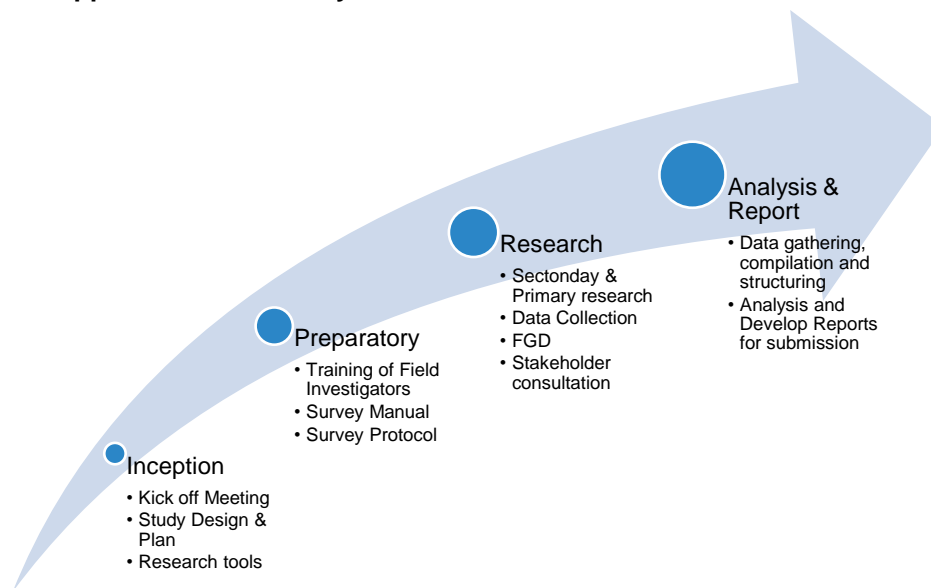 Inception
• Kick off Meeting
• Study Design &
Plan
• Research tools
Preparatory
• Training of Field
Investigators
• Survey Manual
• Survey Protocol
Research
• Sectonday &
Primary research
• Data Collection
• FGD
• Stakeholder
consultation
Analysis &
Report
• Data gathering,
compilation and
structuring
• Analysis and
Develop Reports
for submission